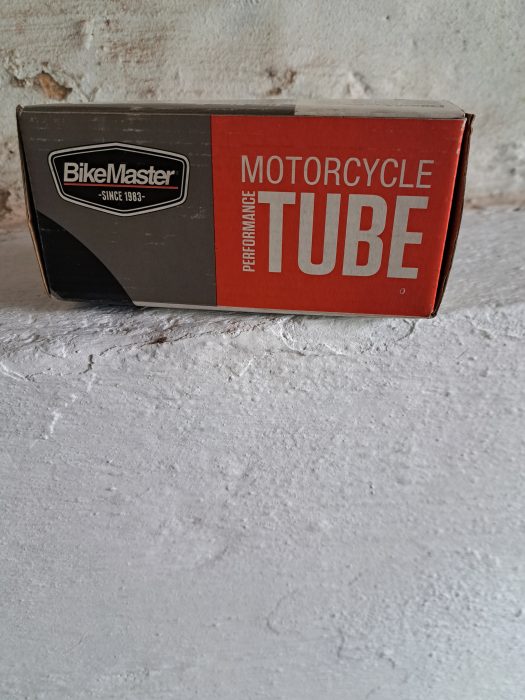 BikeMaster
-SINCE 1983-
MOTORCYCLE
PERFORMANCE
TUBE